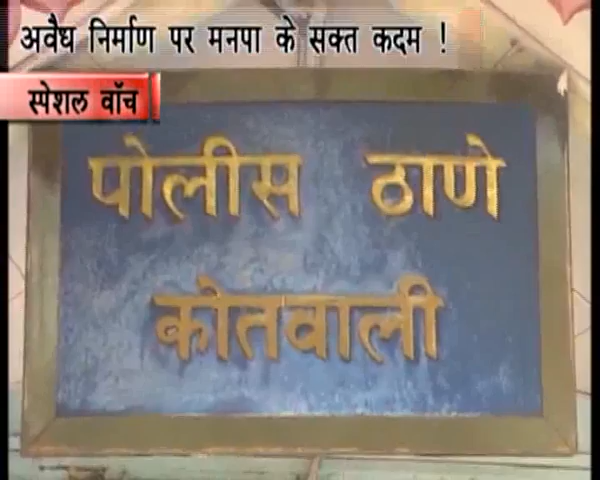 अवैध निर्माण पर मनपा के सक्त कदम !
स्पेशल वॉच
पोलीस ठाणे
कोतवाली